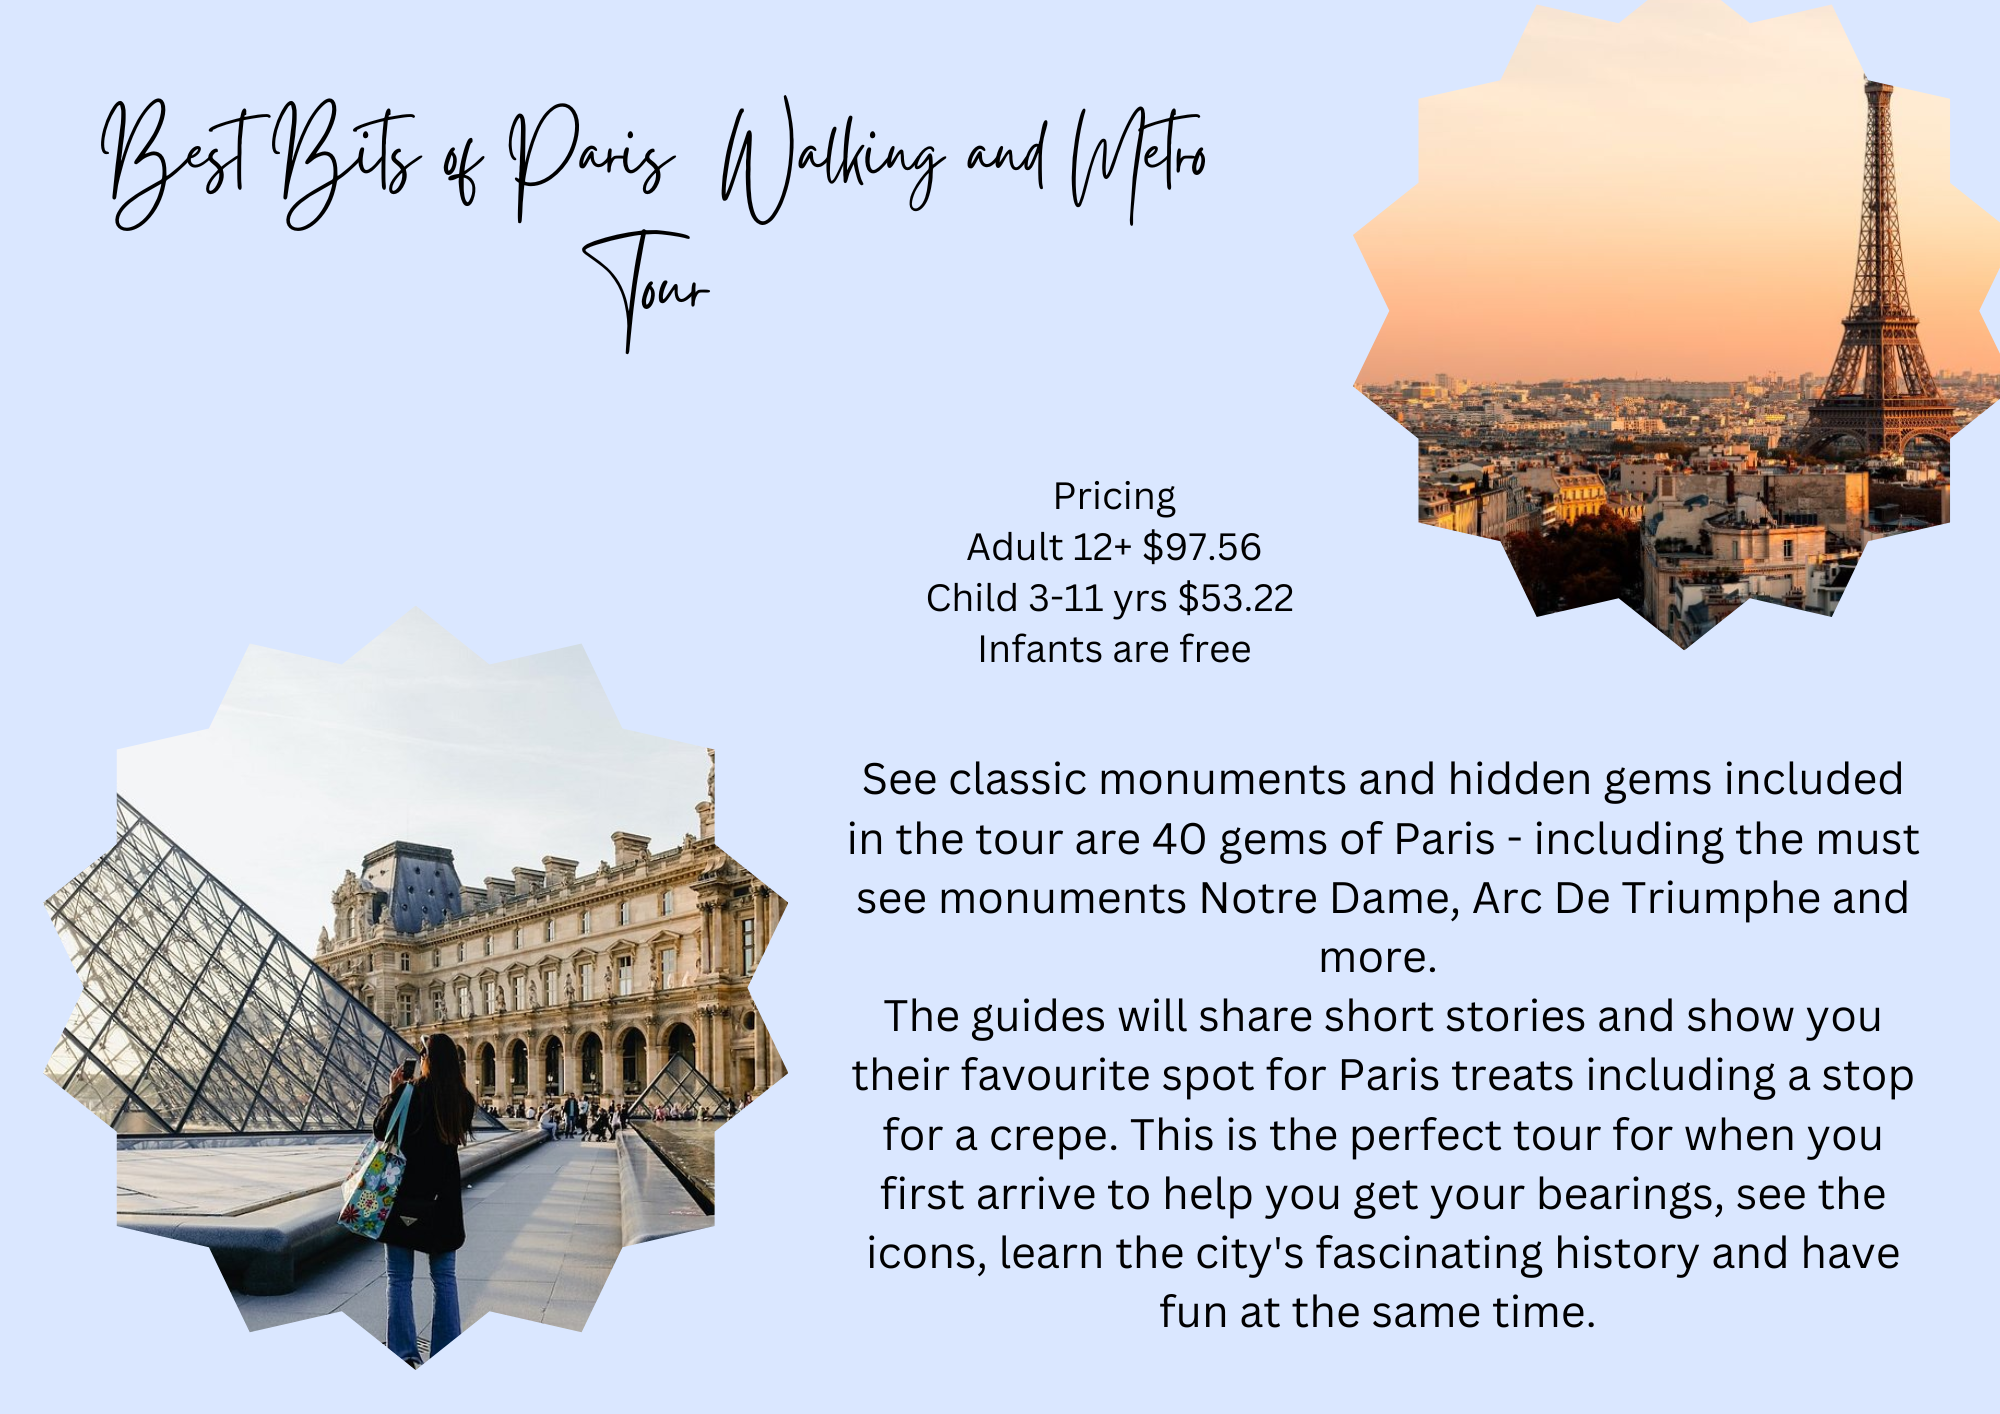 Best Bits of Paris Walking and Metro
Tour
Pricing
Adult 12+ $97.56
Child 3-11 yrs $53.22
Infants are free
See classic monuments and hidden gems included
in the tour are 40 gems of Paris - including the must
see monuments Notre Dame, Arc De Triumphe and
more.
The guides will share short stories and show you
their favourite spot for Paris treats including a stop
for a crepe. This is the perfect tour for when you
first arrive to help you get your bearings, see the
icons, learn the city's fascinating history and have
fun at the same time.